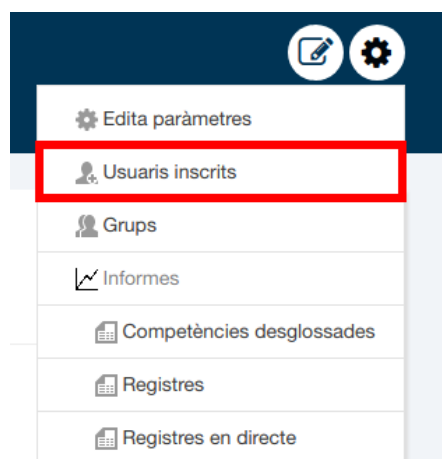 Edita paràmetres
Usuaris inscrits
Grups
Informes
Competències desglossades
Registres
Registres en directe